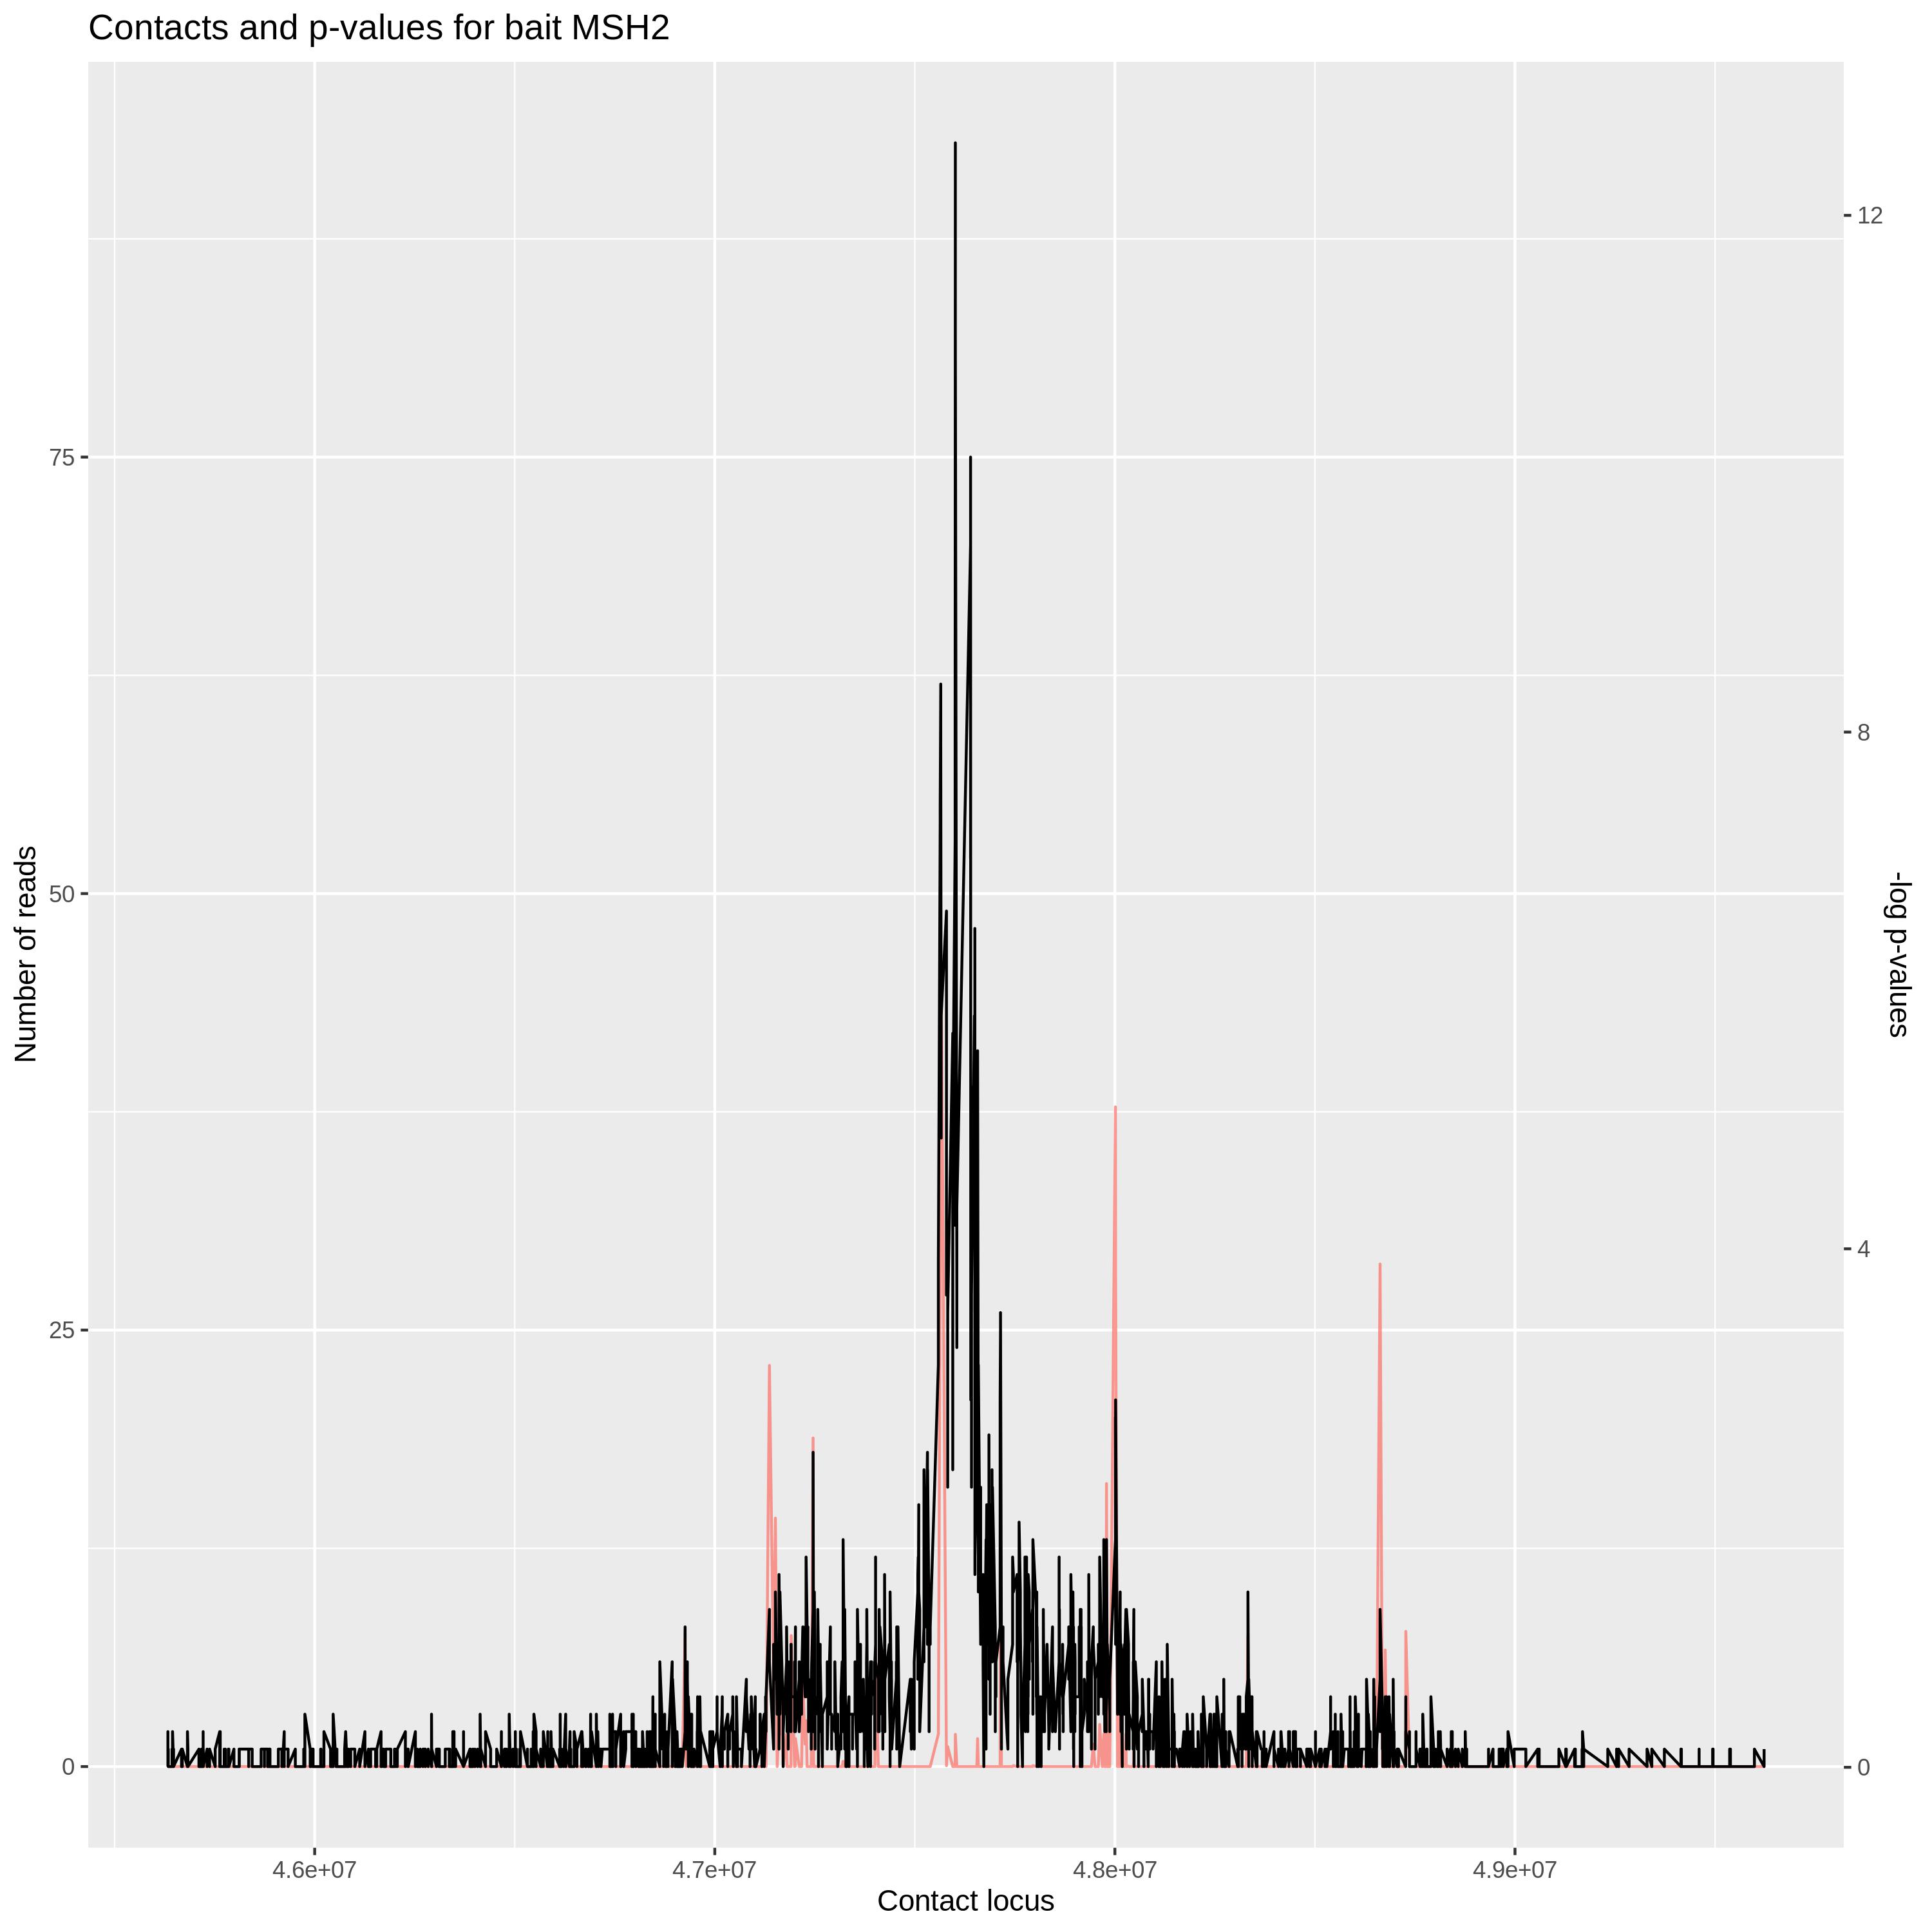 Contacts and p-values for bait MSH2
12
75
8
50
Number of reads
-log p-values
4
25
0
0
4.6e+07
4.7e+07
4.8e+07
4.9e+07
Contact locus